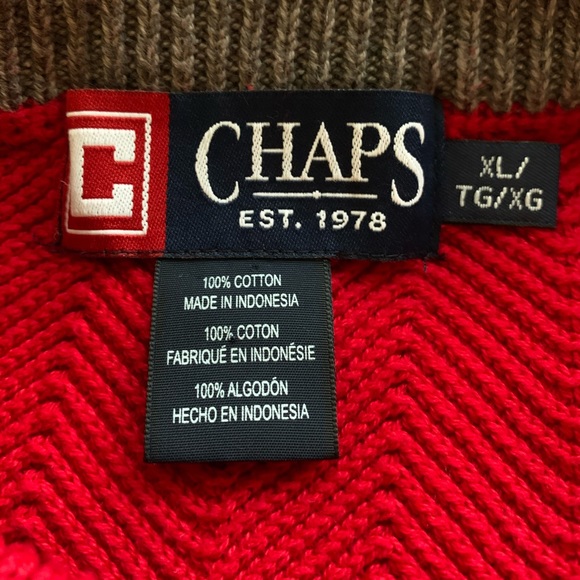 C
CHAPS
EST. 1978
XL/
TG/XG
100% COTTON
MADE IN INDONESIA
100% COTON
FABRIQUÉ EN INDONÉSIE
100% ALGODÓN
HECHO EN INDONESIA